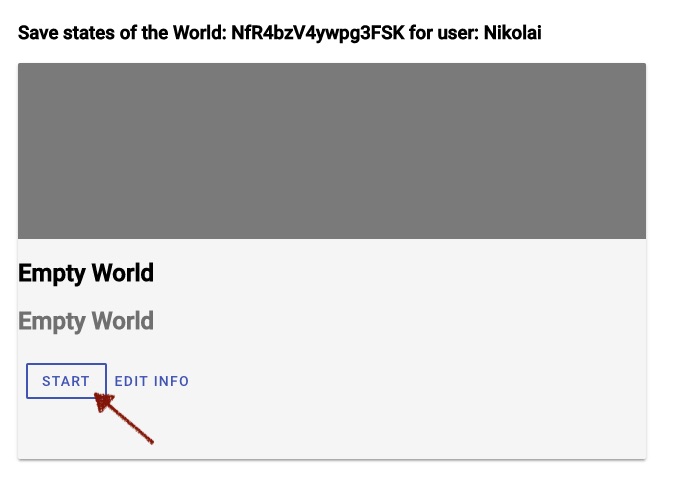 Save states of the World: NfR4bzV4ywpg3FSK for user: Nikolai
Empty World
Empty World
START EDIT INFO